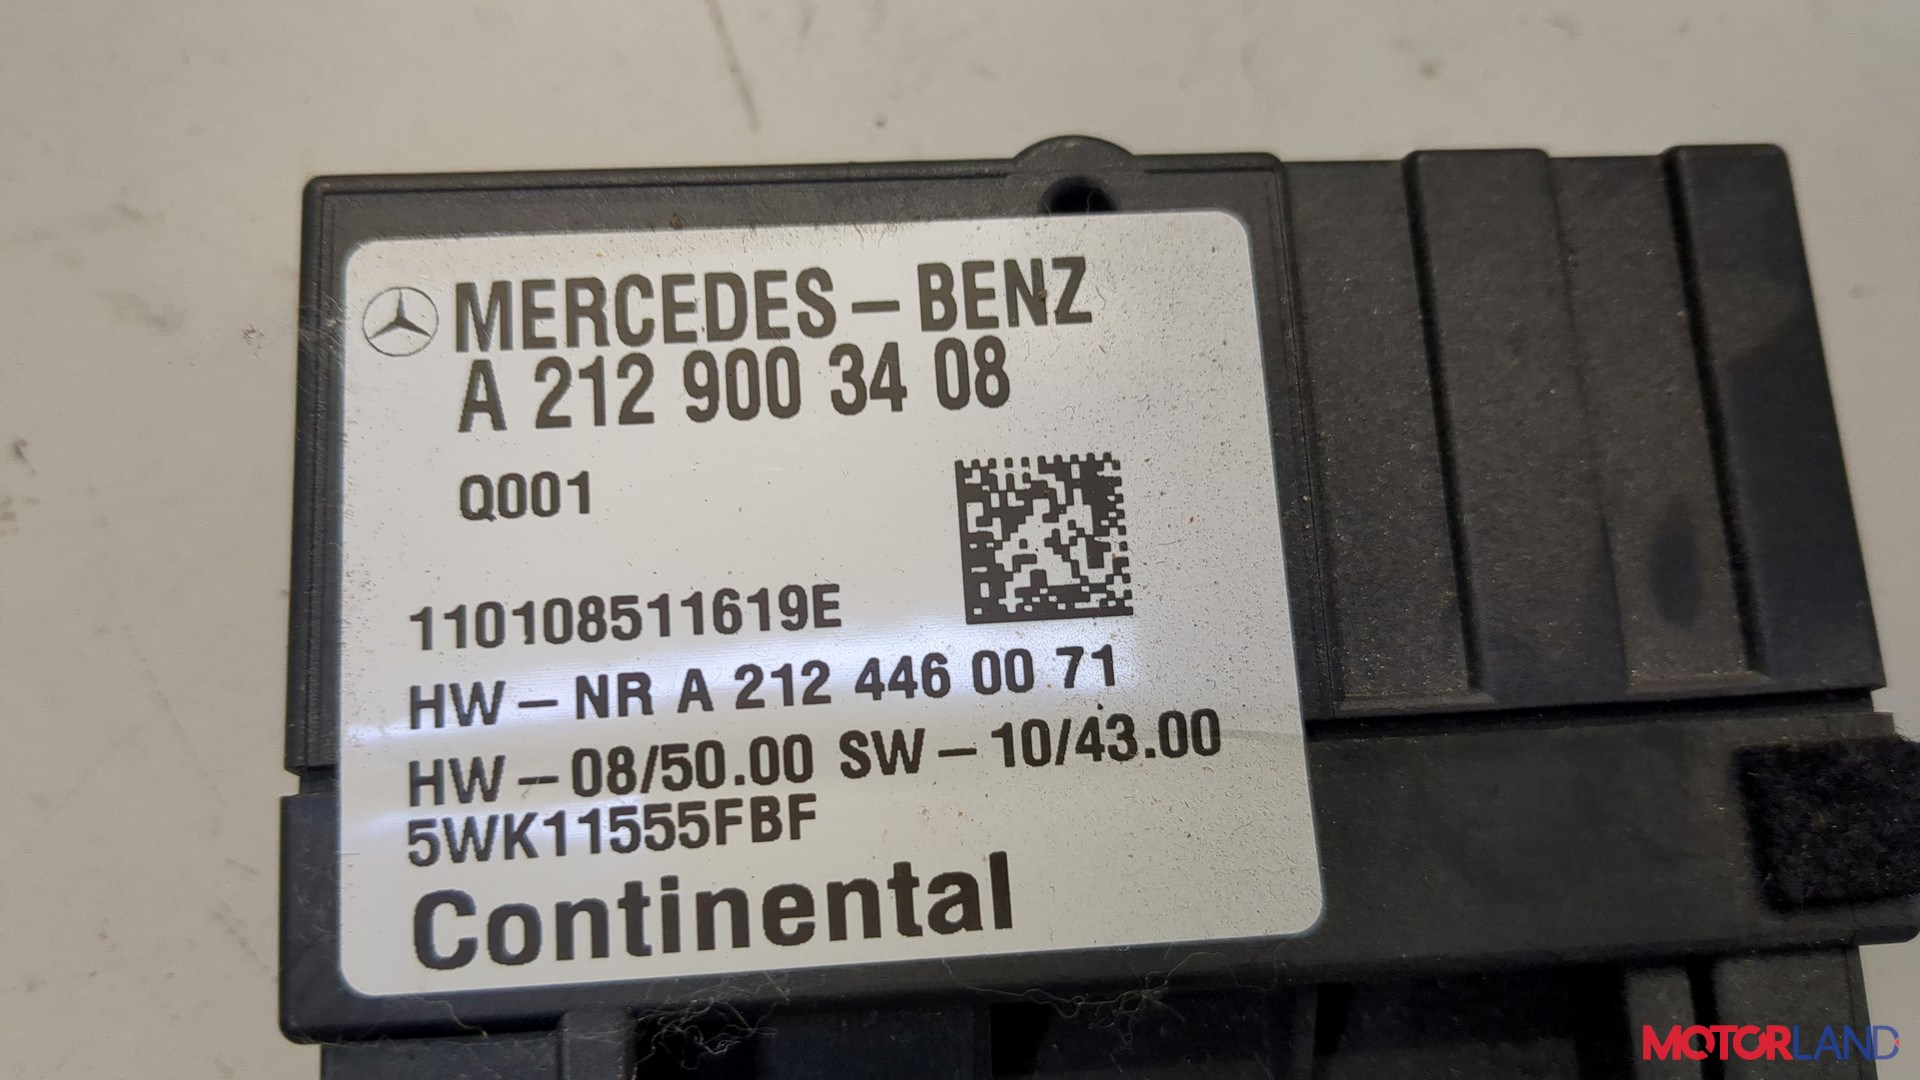 MERCEDES-BENZ
A 212 900 34 08
Q001
110108511619E
HW-NR A 212 446 00 71
HW-08/50.00 SW-10/43.00
5WK11555FBF
Continental
MOTORLAND